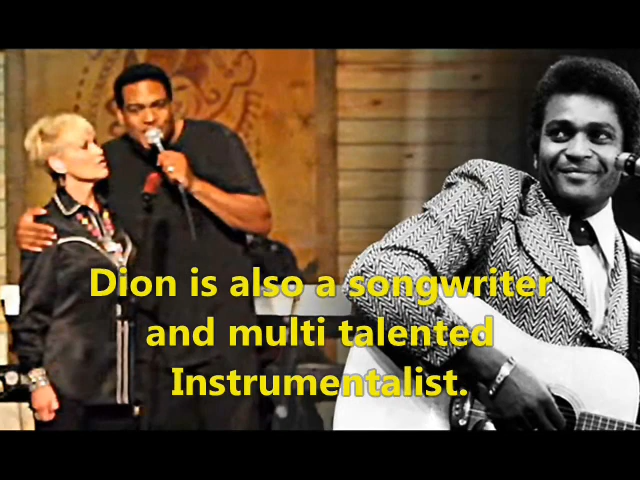 Dion is also a songwriter
and multi talented
Instrumentalist.